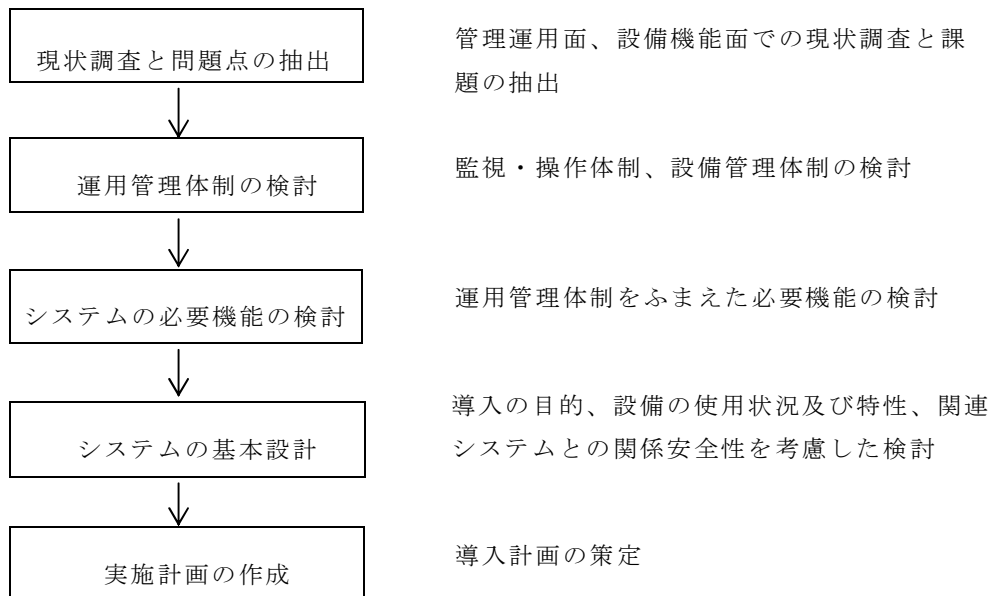 現状調査と問題点の抽出
管理運用面、設備機能面での現状調査と課
題の抽出
運用管理体制の検討
監視・操作体制、設備管理体制の検討
システムの必要機能の検討
運用管理体制をふまえた必要機能の検討
システムの基本設計
導入の目的、設備の使用状況及び特性、関連
システムとの関係安全性を考慮した検討
実施計画の作成
導入計画の策定